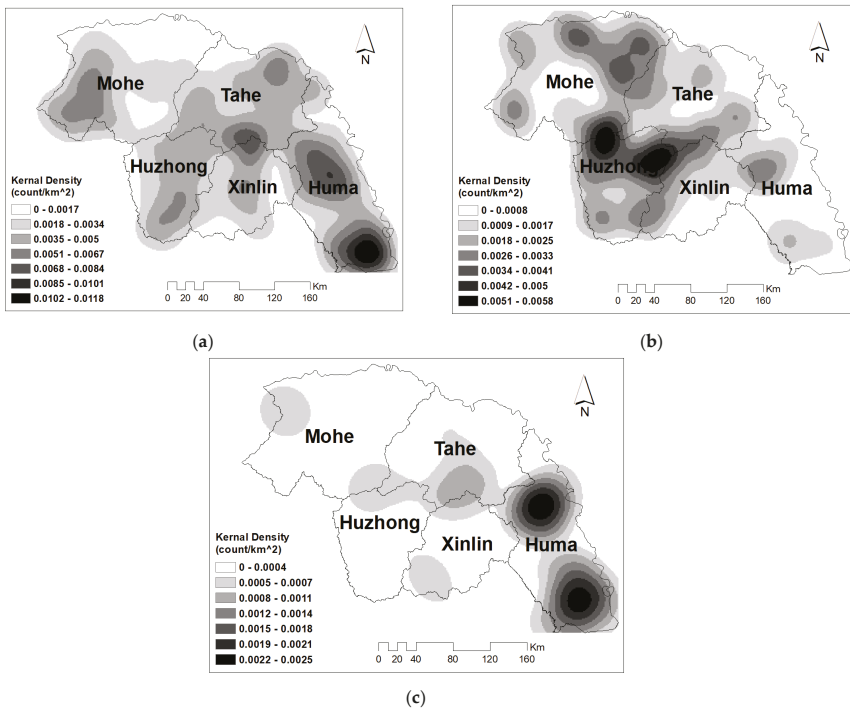 N
Mohe
Tahe
Huzhong
Xinlin
Huma
Kernal Density
(count/km^2)
0 - 0.0017
0.0018 - 0.0034
0.0035 - 0.005
0.0051 - 0.0067
0.0068 - 0.0084
0.0085 - 0.0101
0.0102 - 0.0118
Km
0 10 20 40 80 120 160
(a)
N
Mohe
Tahe
Huzhong
Xinlin
Huma
Kernal Density
(count/km^2)
0 - 0.0008
0.0009 - 0.0017
0.0018 - 0.0025
0.0026 - 0.0033
0.0034 - 0.0041
0.0042 - 0.005
0.0051 - 0.0058
Km
0 10 20 40 80 120 160
(b)
N
Mohe
Tahe
Huzhong
Xinlin
Huma
Kernal Density
(count/km^2)
0 - 0.0004
0.0005 - 0.0007
0.0008 - 0.0011
0.0012 - 0.0014
0.0015 - 0.0018
0.0019 - 0.0021
0.0022 - 0.0025
Km
0 10 20 40 80 120 160
(c)